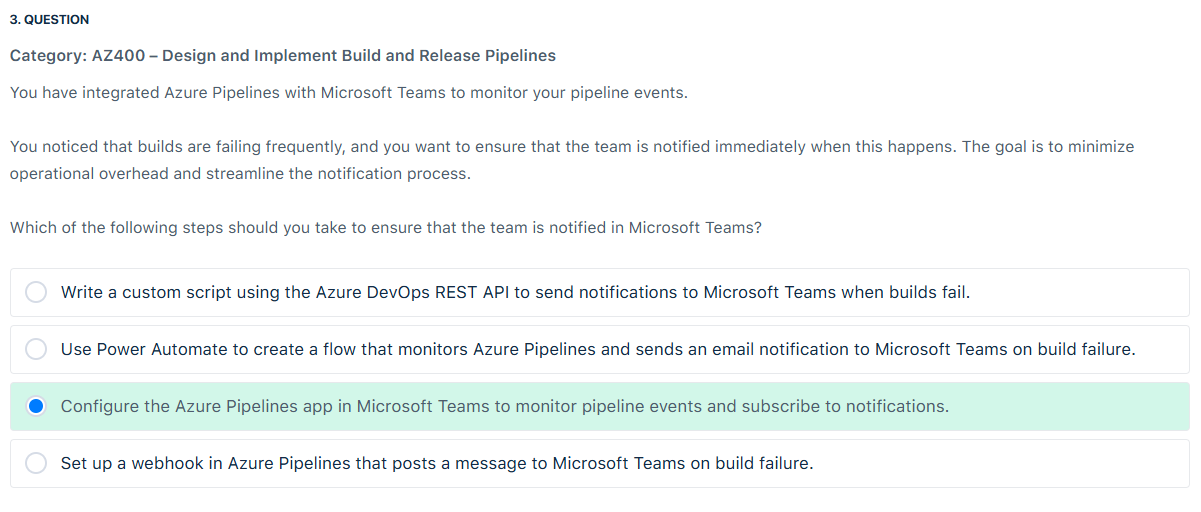 3. QUESTION
Category: AZ400 – Design and Implement Build and Release Pipelines
You have integrated Azure Pipelines with Microsoft Teams to monitor your pipeline events.
You noticed that builds are failing frequently, and you want to ensure that the team is notified immediately when this happens. The goal is to minimize
operational overhead and streamline the notification process.
Which of the following steps should you take to ensure that the team is notified in Microsoft Teams?
Write a custom script using the Azure DevOps REST API to send notifications to Microsoft Teams when builds fail.
Use Power Automate to create a flow that monitors Azure Pipelines and sends an email notification to Microsoft Teams on build failure.
Configure the Azure Pipelines app in Microsoft Teams to monitor pipeline events and subscribe to notifications.
Set up a webhook in Azure Pipelines that posts a message to Microsoft Teams on build failure.